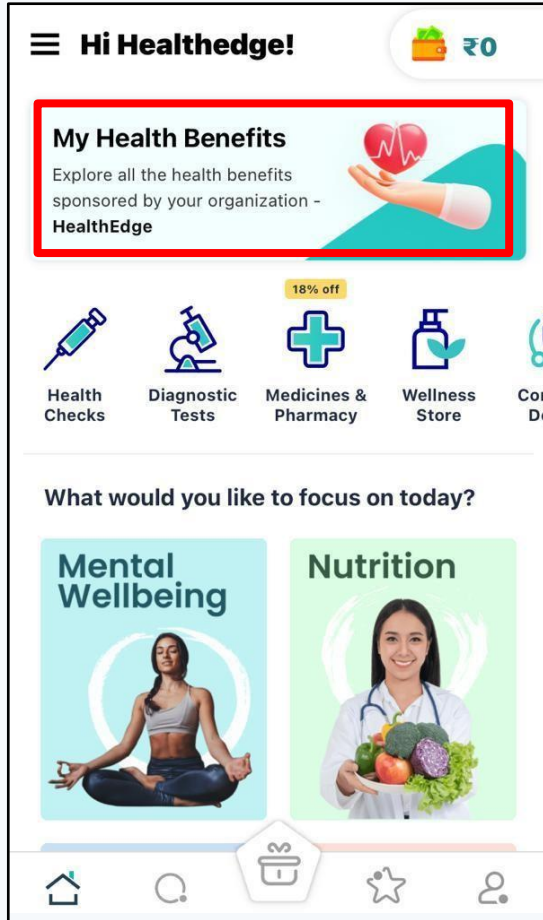 Hi Healthedge!
₹0
My Health Benefits
Explore all the health benefits
sponsored by your organization -
HealthEdge
18% off
Health
Checks
Diagnostic
Tests
Medicines &
Pharmacy
Wellness
Store
What would you like to focus on today?
Mental
Wellbeing
Nutrition